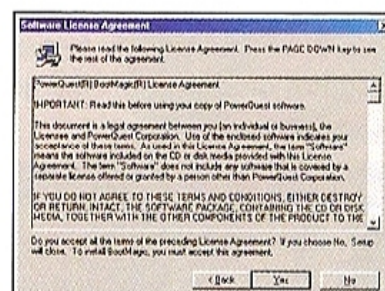 Software License Agreement
Please read the following License Agreement. Press the PAGE DOWN key to see
the rest of the agreement.
PowerQuest(R) BootMagic(R) License Agreement
IMPORTANT: Read this before using your copy of PowerQuest software.
This document is a legal agreement between you (an individual or business), the
Licensee and PowerQuest Corporation. Use of the enclosed software indicates your
acceptance of these terms. As used in this License Agreement, the term "Software"
means the software included on the CD or disk media provided with this License
Agreement. The term "Software" does not include any software that is covered by a
separate license offered or granted by a person other than PowerQuest Corporation.
IF YOU DO NOT AGREE TO THESE TERMS AND CONDITIONS, EITHER DESTROY
OR RETURN, INTACT, THE SOFTWARE PACKAGE, CONTAINING THE CD OR DISK
MEDIA, TOGETHER WITH THE OTHER COMPONENTS OF THE PRODUCT TO THE
Do you accept all the terms of the preceding License Agreement? If you choose No, Setup
will close. To install BootMagic, you must accept this agreement.
< Back Yes No